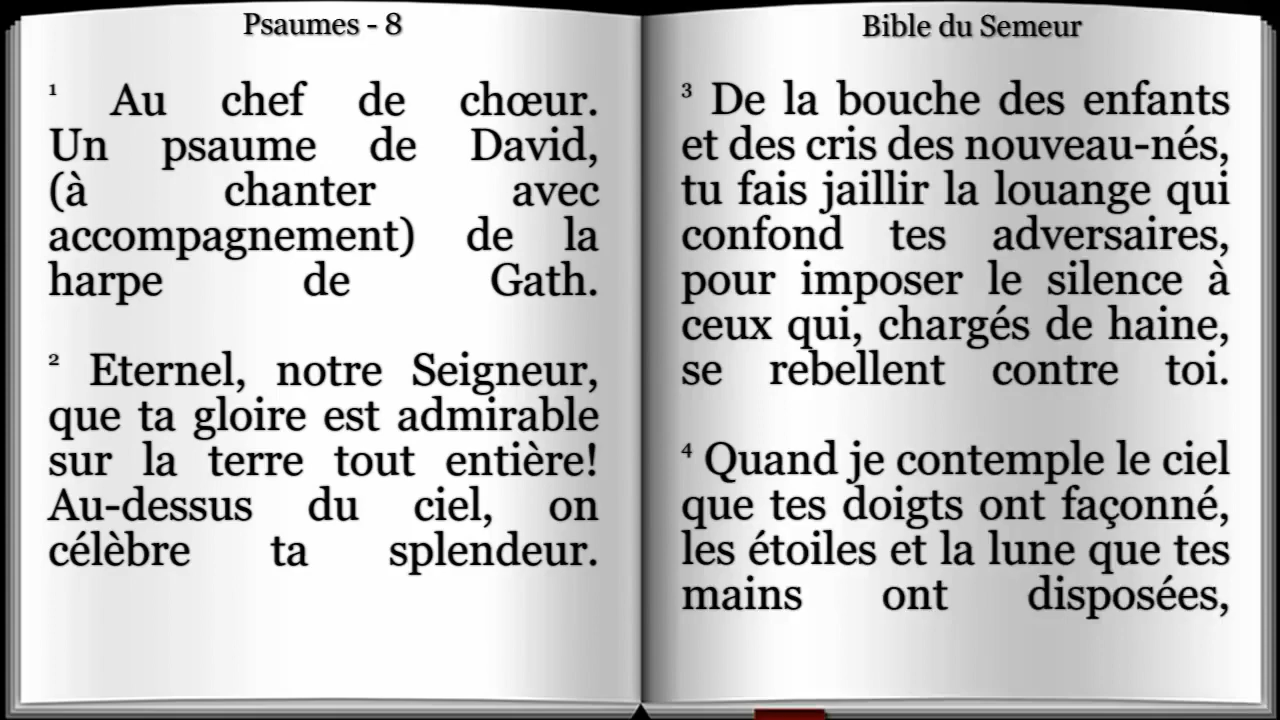 Psaumes - 8
¹ Au chef de chœur.
Un psaume de David,
(à chanter avec
accompagnement) de la
harpe de Gath.
² Eternel, notre Seigneur,
que ta gloire est admirable
sur la terre tout entière!
Au-dessus du ciel, on
célèbre ta splendeur.
Bible du Semeur
³ De la bouche des enfants
et des cris des nouveau-nés,
tu fais jaillir la louange qui
confond tes adversaires,
pour imposer le silence à
ceux qui, chargés de haine,
se rebellent contre toi.
⁴ Quand je contemple le ciel
que tes doigts ont façonné,
les étoiles et la lune que tes
mains ont disposées,